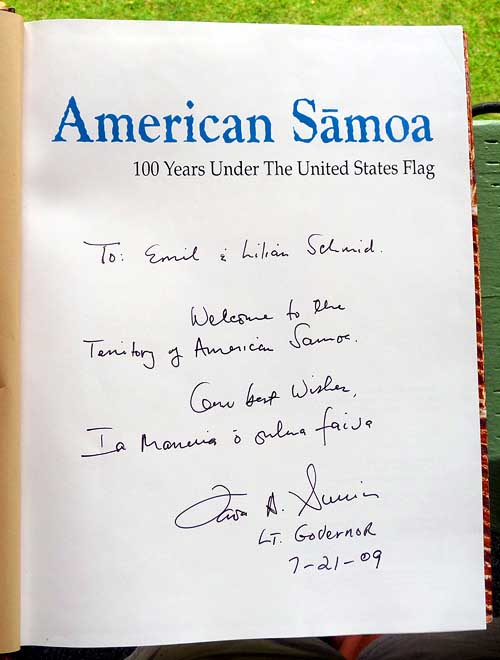 American Sāmoa
100 Years Under The United States Flag
To: Emil & Lilian Schmid.
Welcome to the
Territory of American Samoa.
Our best Wishes,
Ia Manuia o faiva
A.
LT. Governor
7-21-09